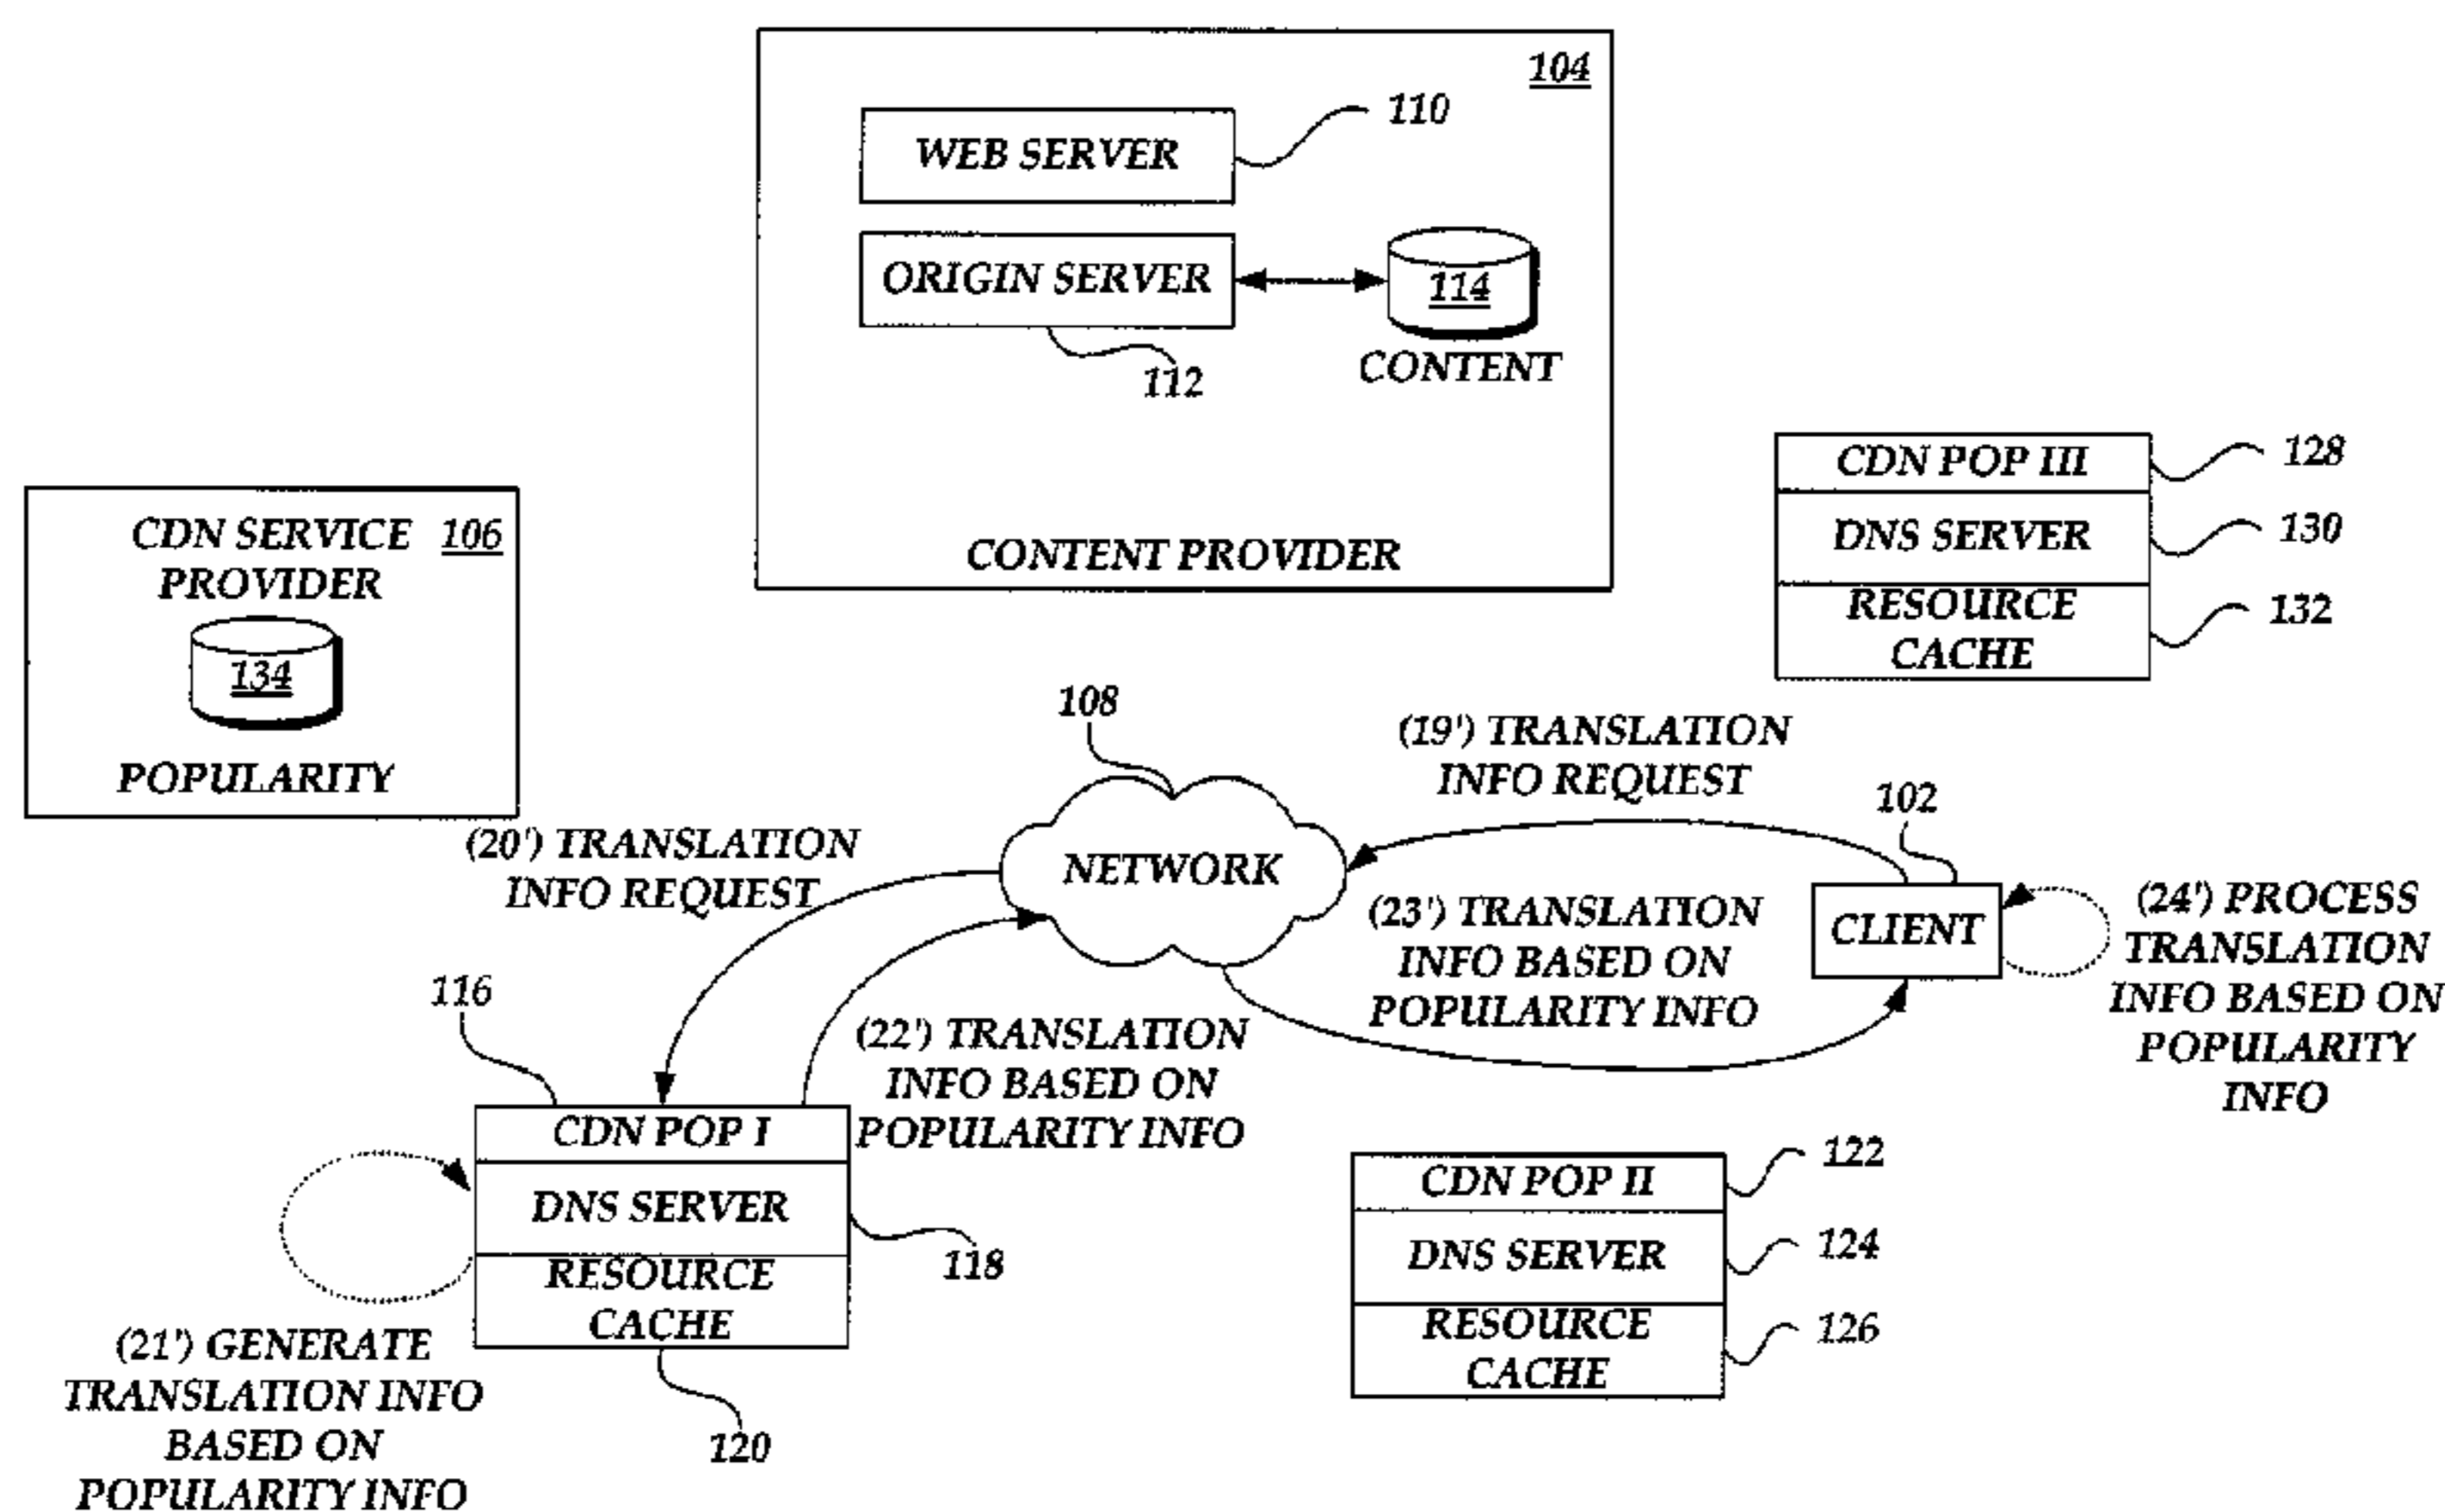 104
110
WEB SERVER
ORIGIN SERVER
114
112
CONTENT
CONTENT PROVIDER
CDN POP III
128
DNS SERVER
130
RESOURCE
CACHE
132
CDN SERVICE
PROVIDER
106
134
POPULARITY
108
NETWORK
(19') TRANSLATION
INFO REQUEST
102
CLIENT
(20') TRANSLATION
INFO REQUEST
(23') TRANSLATION
INFO BASED ON
POPULARITY INFO
(24') PROCESS
TRANSLATION
INFO BASED ON
POPULARITY
INFO
116
(22') TRANSLATION
INFO BASED ON
POPULARITY INFO
CDN POP I
DNS SERVER
118
RESOURCE
CACHE
120
(21') GENERATE
TRANSLATION INFO
BASED ON
POPULARITY INFO
CDN POP II
122
DNS SERVER
124
RESOURCE
CACHE
126